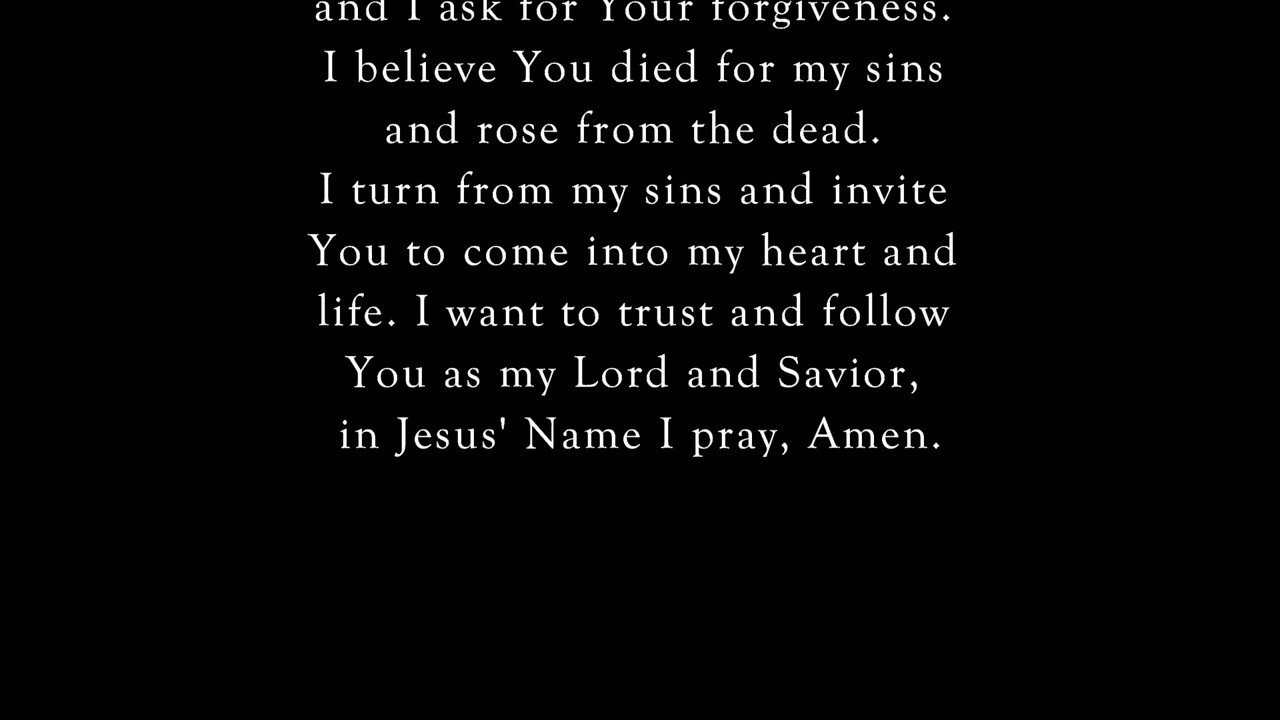 and I ask for Your forgiveness.
I believe You died for my sins
and rose from the dead.
I turn from my sins and invite
You to come into my heart and
life. I want to trust and follow
You as my Lord and Savior,
in Jesus' Name I pray, Amen.